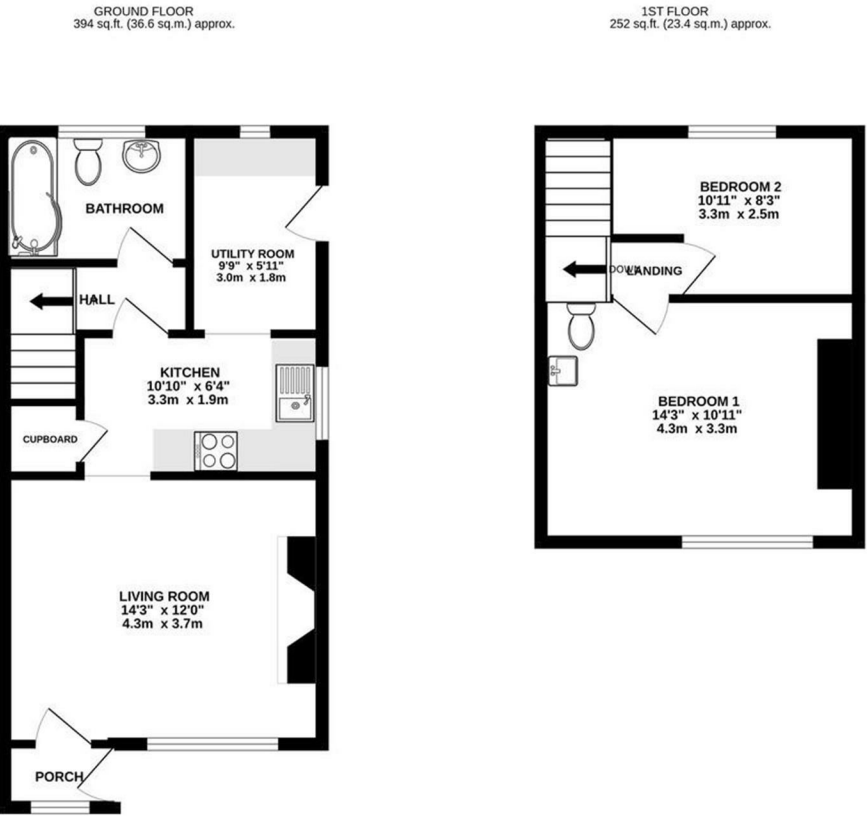 GROUND FLOOR
394 sq.ft. (36.6 sq.m.) approx.
BATHROOM
UTILITY ROOM
9'9" x 5'11"
3.0m x 1.8m
HALL
KITCHEN
10'10" x 6'4"
3.3m x 1.9m
CUPBOARD
LIVING ROOM
14'3" x 12'0"
4.3m x 3.7m
PORCH
1ST FLOOR
252 sq.ft. (23.4 sq.m.) approx.
BEDROOM 2
10'11" x 8'3"
3.3m x 2.5m
DOWN
LANDING
BEDROOM 1
14'3" x 10'11"
4.3m x 3.3m